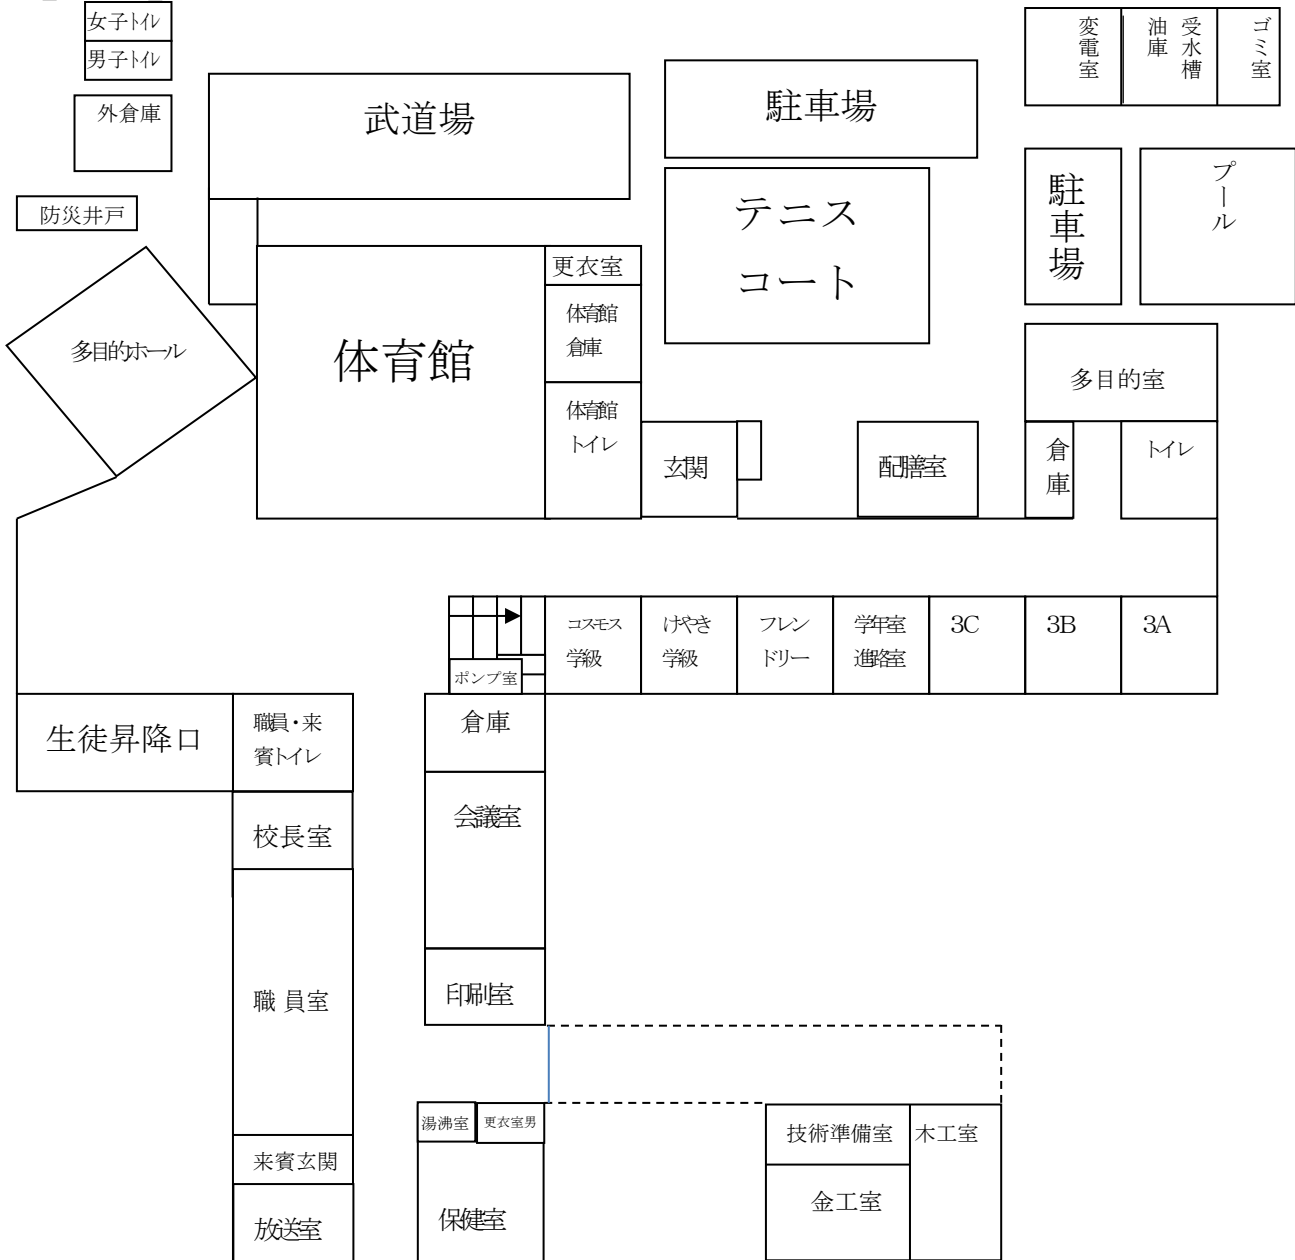 女子トイレ
男子トイレ
外倉庫
防災井戸
武道場
駐車場
変電室
油庫
受水槽
ゴミ室
テニス
コート
駐車場
プール
多目的ホール
体育館
更衣室
体育館
倉庫
体育館
トイレ
玄関
配膳室
多目的室
倉庫
トイレ
ポンプ室
コスモス
学級
けやき
学級
フレン
ドリー
学年室
進路室
3C
3B
3A
生徒昇降口
職員・来
賓トイレ
倉庫
校長室
会議室
職 員室
印刷室
来賓玄関
放送室
湯沸室
更衣室男
保健室
技術準備室
木工室
金工室